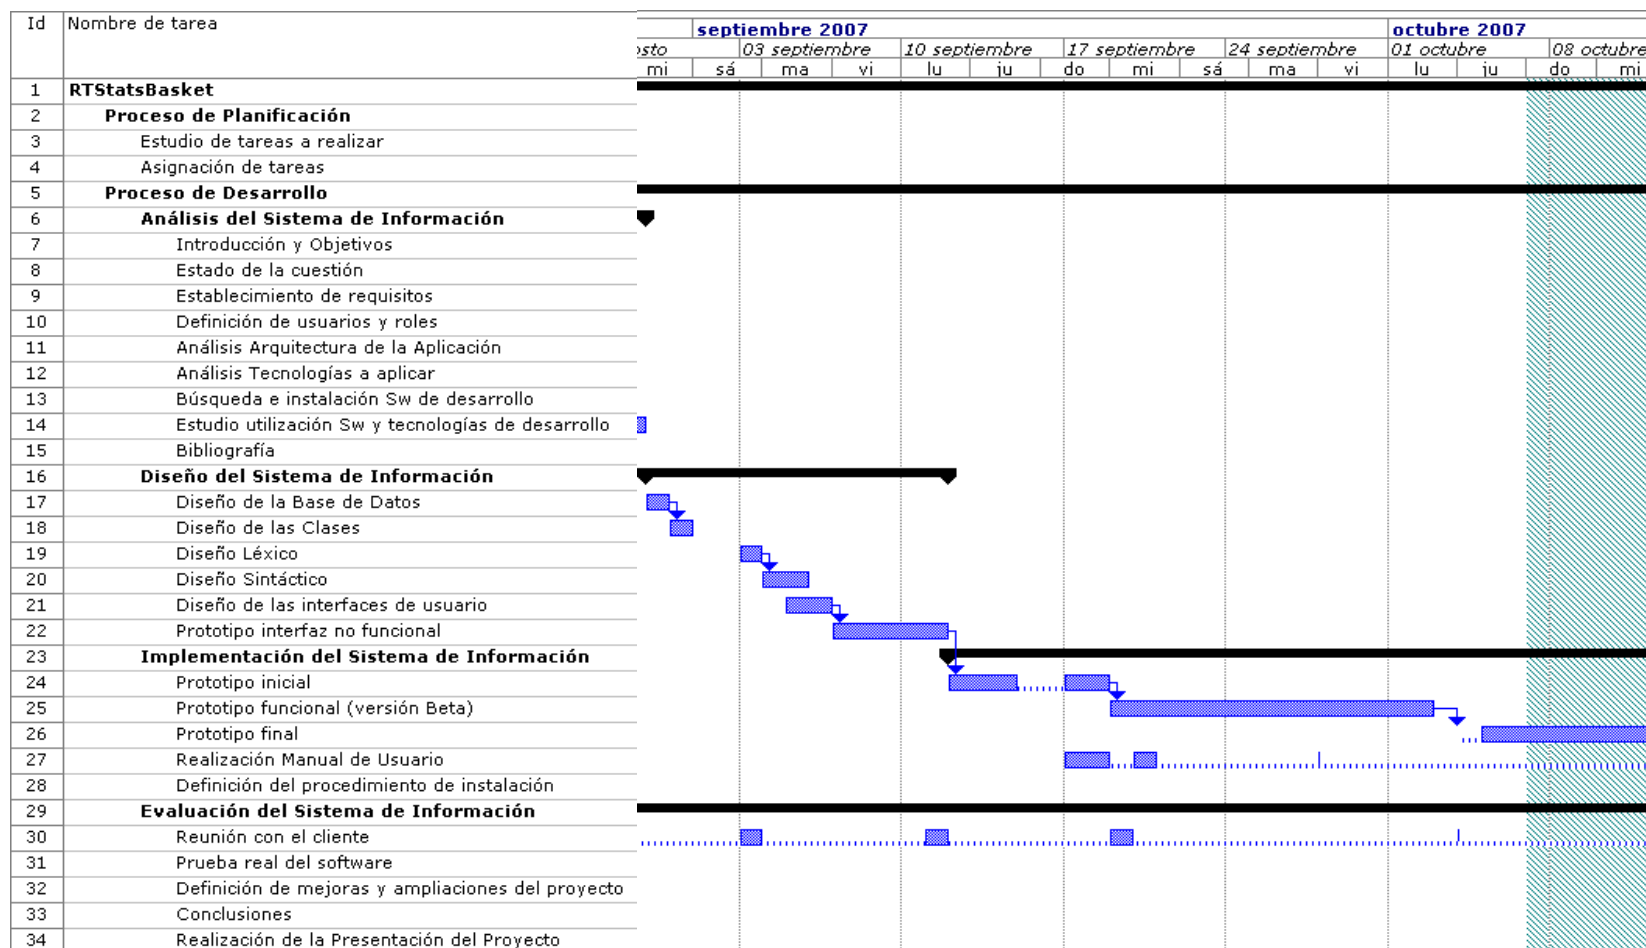 Id Nombre de tarea
septiembre 2007 octubre 2007
osto 03 septiembre 10 septiembre 17 septiembre 24 septiembre 01 octubre 08 octubre
mi sá ma vi lu ju do mi sá ma vi lu ju do mi
1 RTStatsBasket
2 Proceso de Planificación
3 Estudio de tareas a realizar
4 Asignación de tareas
5 Proceso de Desarrollo
6 Análisis del Sistema de Información
7 Introducción y Objetivos
8 Estado de la cuestión
9 Establecimiento de requisitos
10 Definición de usuarios y roles
11 Análisis Arquitectura de la Aplicación
12 Análisis Tecnologías a aplicar
13 Búsqueda e instalación Sw de desarrollo
14 Estudio utilización Sw y tecnologías de desarrollo
15 Bibliografía
16 Diseño del Sistema de Información
17 Diseño de la Base de Datos
18 Diseño de las Clases
19 Diseño Léxico
20 Diseño Sintáctico
21 Diseño de las interfaces de usuario
22 Prototipo interfaz no funcional
23 Implementación del Sistema de Información
24 Prototipo inicial
25 Prototipo funcional (versión Beta)
26 Prototipo final
27 Realización Manual de Usuario
28 Definición del procedimiento de instalación
29 Evaluación del Sistema de Información
30 Reunión con el cliente
31 Prueba real del software
32 Definición de mejoras y ampliaciones del proyecto
33 Conclusiones
34 Realización de la Presentación del Proyecto